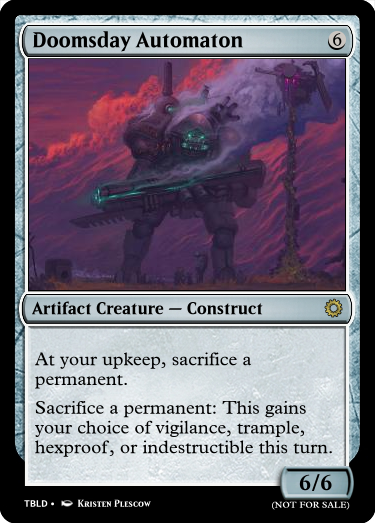 Doomsday Automaton 6
Artifact Creature — Construct
At your upkeep, sacrifice a
permanent.
Sacrifice a permanent: This gains
your choice of vigilance, trample,
hexproof, or indestructible this turn.
6/6
TBLD • Kristen Plescow (NOT FOR SALE)